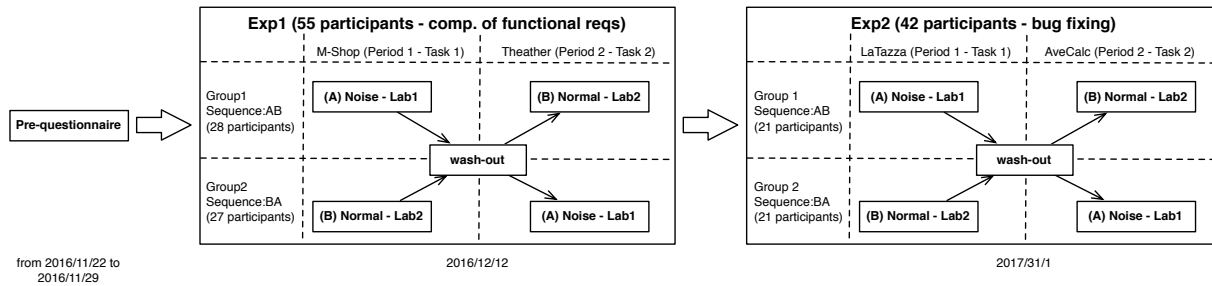 Pre-questionnaire
from 2016/11/22 to
2016/11/29
Exp1 (55 participants - comp. of functional reqs)
M-Shop (Period 1 - Task 1)
Theather (Period 2 - Task 2)
Group1
Sequence:AB
(28 participants)
(A) Noise - Lab1
(B) Normal - Lab2
wash-out
Group2
Sequence:BA
(27 participants)
(B) Normal - Lab2
(A) Noise - Lab1
2016/12/12
Exp2 (42 participants - bug fixing)
LaTazza (Period 1 - Task 1)
AveCalc (Period 2 - Task 2)
Group 1
Sequence:AB
(21 participants)
(A) Noise - Lab1
(B) Normal - Lab2
wash-out
Group 2
Sequence:BA
(21 participants)
(B) Normal - Lab2
(A) Noise - Lab1
2017/31/1